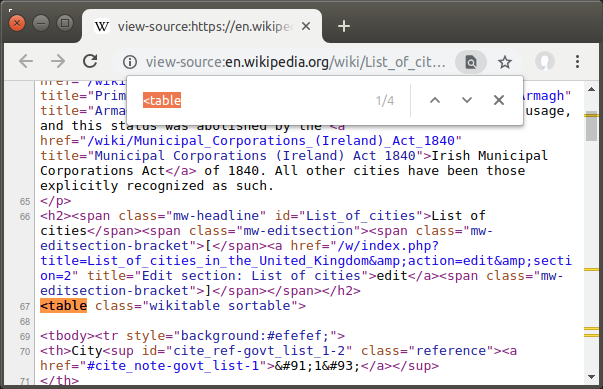 W view-source:https://en.wikipe
view-source:en.wikipedia.org/wiki/List_of_cit…
<table 1/4
href="/wiki
title="Prim Armagh"
title="Arma usage,
and this status was abolished by the <a
href="/wiki/Municipal_Corporations_(Ireland)_Act_1840"
title="Municipal Corporations (Ireland) Act 1840">Irish Municipal
Corporations Act</a> of 1840. All other cities have been those
explicitly recognized as such.
65 </p>
66 <h2><span class="mw-headline" id="List_of_cities">List of
cities</span><span class="mw-editsection"><span class="mw-
editsection-bracket">[</span><a href="/w/index.php?
title=List_of_cities_in_the_United_Kingdom&amp;action=edit&amp;secti
on=2" title="Edit section: List of cities">edit</a><span class="mw-
editsection-bracket">]</span></span></h2>
67 <table class="wikitable sortable">
68
69 <tbody><tr style="background:#efefef;">
70 <th>City<sup id="cite_ref-govt_list_1-2" class="reference"><a
href="#cite_note-govt_list-1">&#91;1&#93;</a></sup>
71 </th>